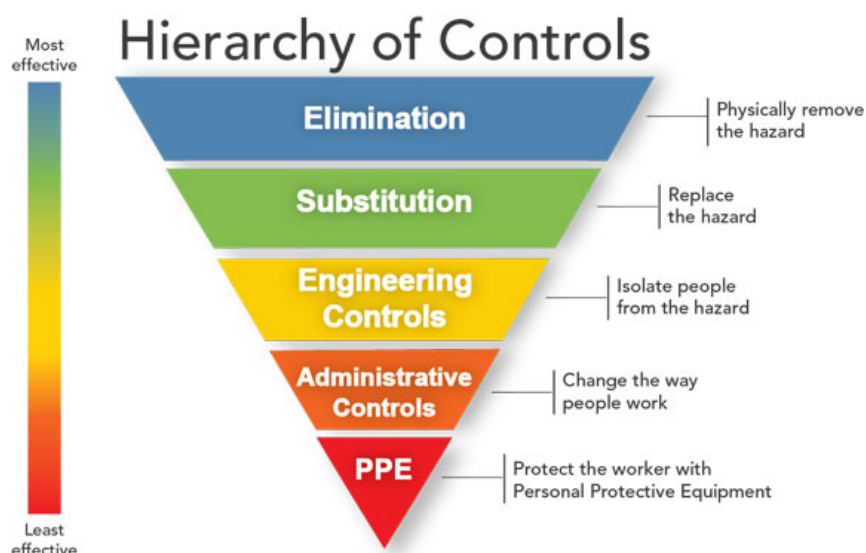 Hierarchy of Controls
Most
effective
Elimination
Physically remove
the hazard
Substitution
Replace
the hazard
Engineering
Controls
Isolate people
from the hazard
Administrative
Controls
Change the way
people work
PPE
Protect the worker with
Personal Protective Equipment
Least
effective